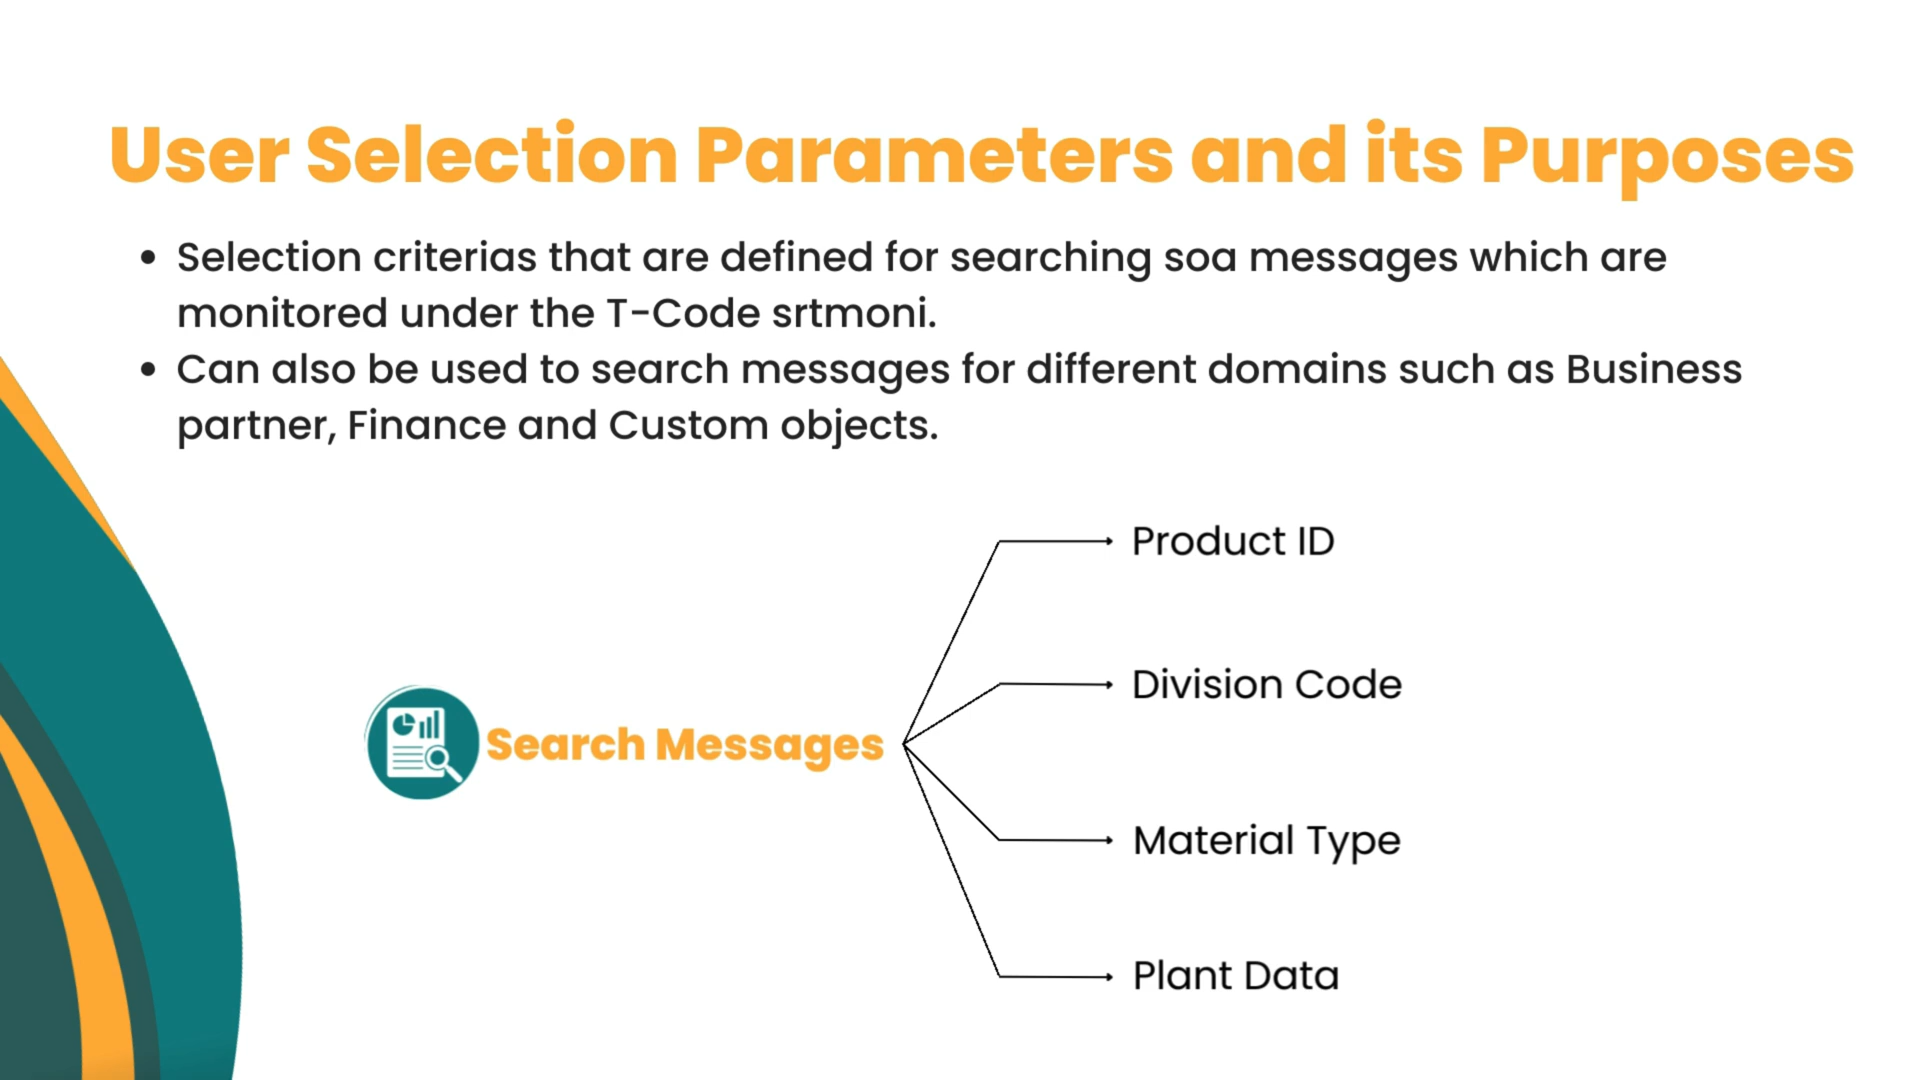 User Selection Parameters and its Purposes
• Selection criterias that are defined for searching soa messages which are
monitored under the T-Code srtmoni.
• Can also be used to search messages for different domains such as Business
partner, Finance and Custom objects.
Search Messages
Product ID
Division Code
Material Type
Plant Data